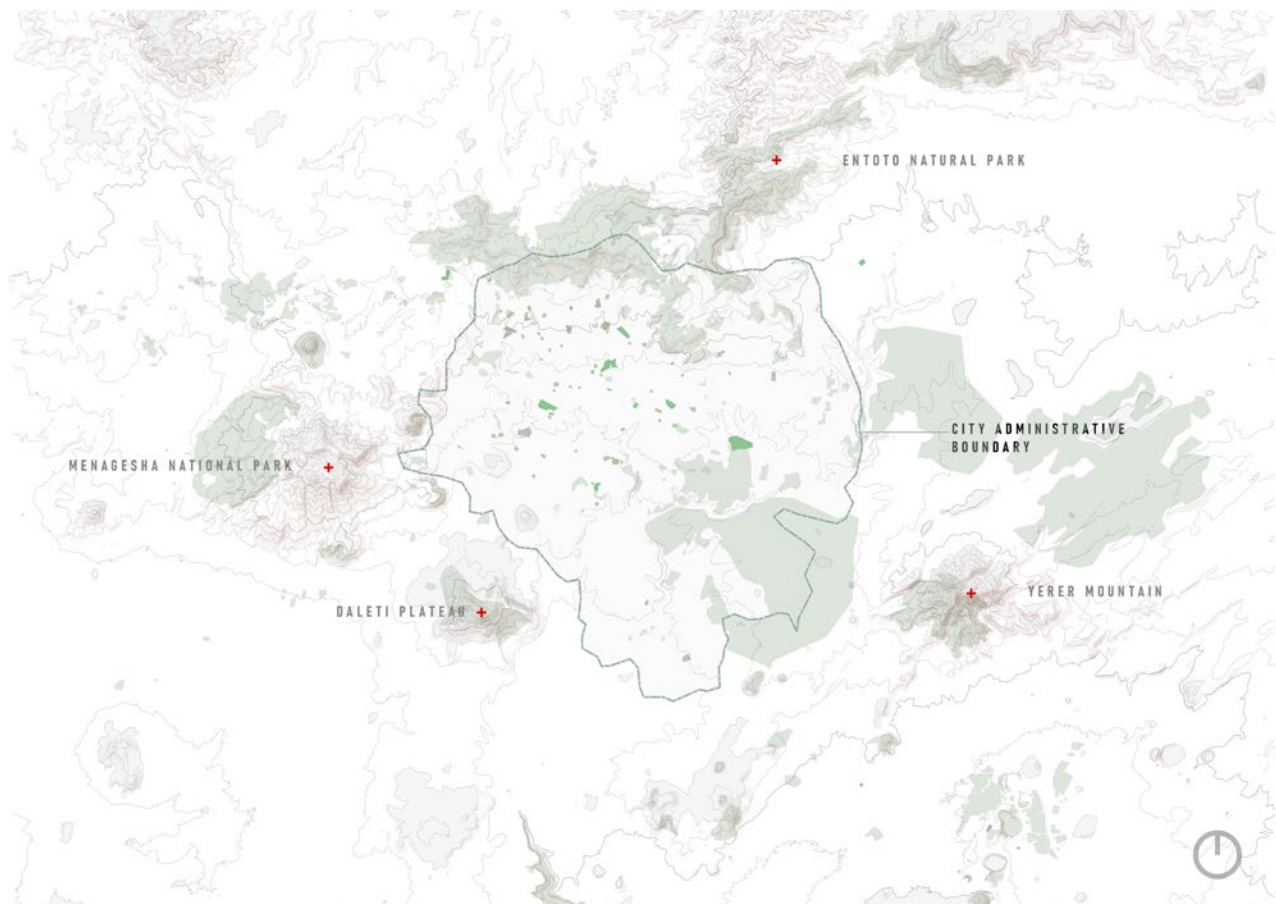 ENTOTO NATURAL PARK
CITY ADMINISTRATIVE
BOUNDARY
MENAGESHA NATIONAL PARK
YERER MOUNTAIN
DALETI PLATEAU